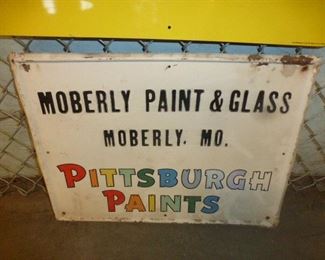 MOBERLY PAINT & GLASS
MOBERLY, MO.
PITTSBURGH
PAINTS